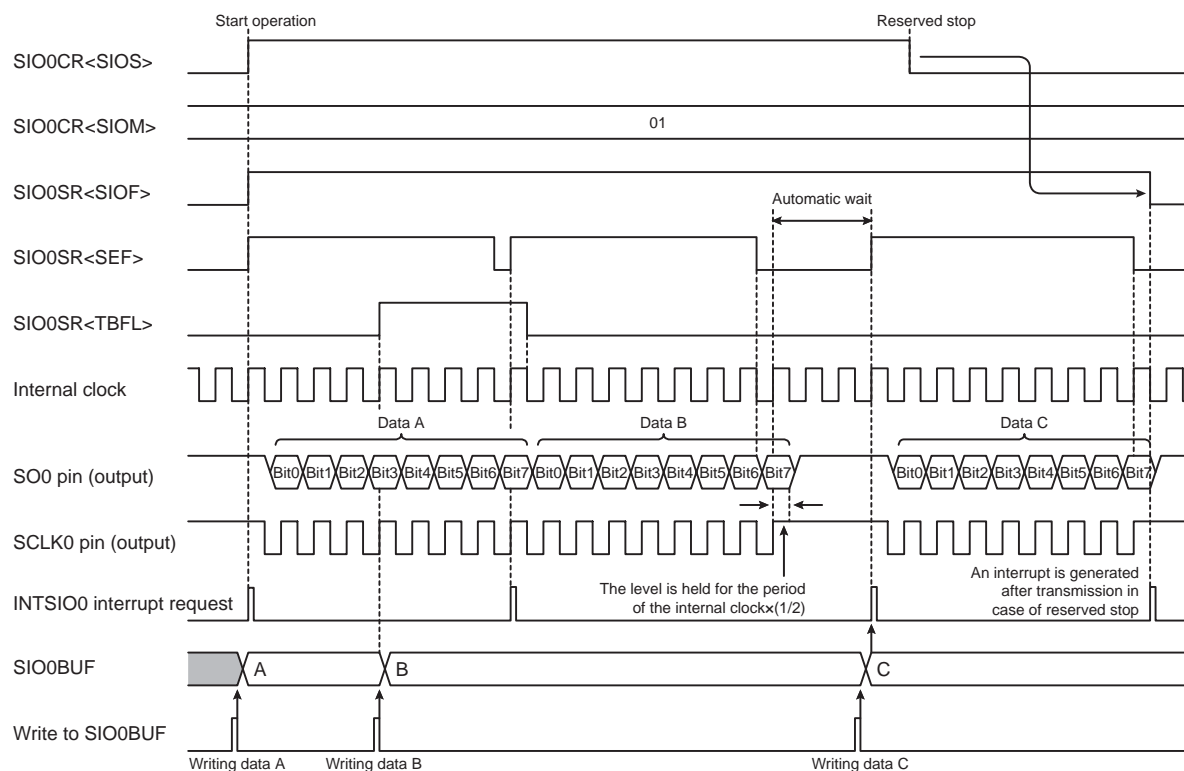 Start operation
Reserved stop
SIO0CR<SIOS>
SIO0CR<SIOM>
01
SIO0SR<SIOF>
Automatic wait
SIO0SR<SEF>
SIO0SR<TBFL>
Internal clock
Data A
Data B
Data C
SO0 pin (output)
Bit0 Bit1 Bit2 Bit3 Bit4 Bit5 Bit6 Bit7 Bit0 Bit1 Bit2 Bit3 Bit4 Bit5 Bit6 Bit7 Bit0 Bit1 Bit2 Bit3 Bit4 Bit5 Bit6 Bit7
SCLK0 pin (output)
The level is held for the period
of the internal clock×(1/2)
An interrupt is generated
after transmission in
case of reserved stop
INTSIO0 interrupt request
SIO0BUF
A
B
C
Write to SIO0BUF
Writing data A
Writing data B
Writing data C